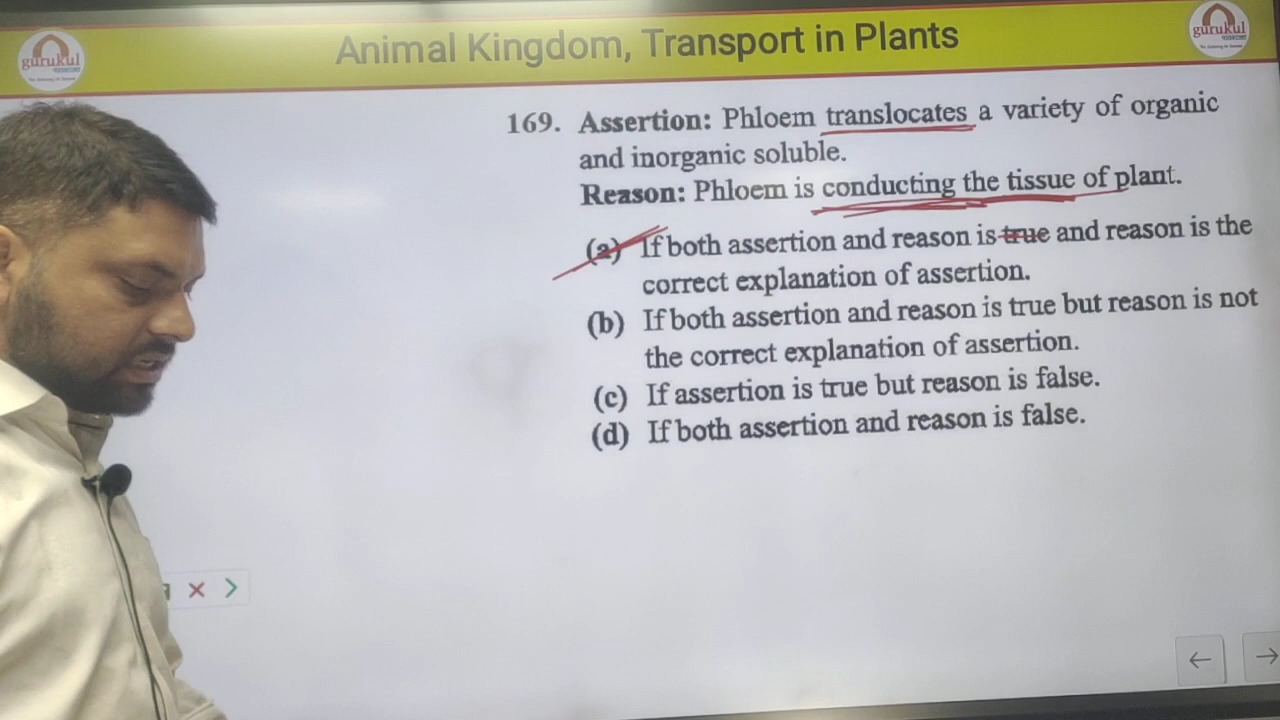 gurukul
Animal Kingdom, Transport in Plants
gurukul
169. Assertion: Phloem translocates a variety of organic
and inorganic soluble.
Reason: Phloem is conducting the tissue of plant.
(a) If both assertion and reason is true and reason is the
correct explanation of assertion.
(b) If both assertion and reason is true but reason is not
the correct explanation of assertion.
(c) If assertion is true but reason is false.
(d) If both assertion and reason is false.